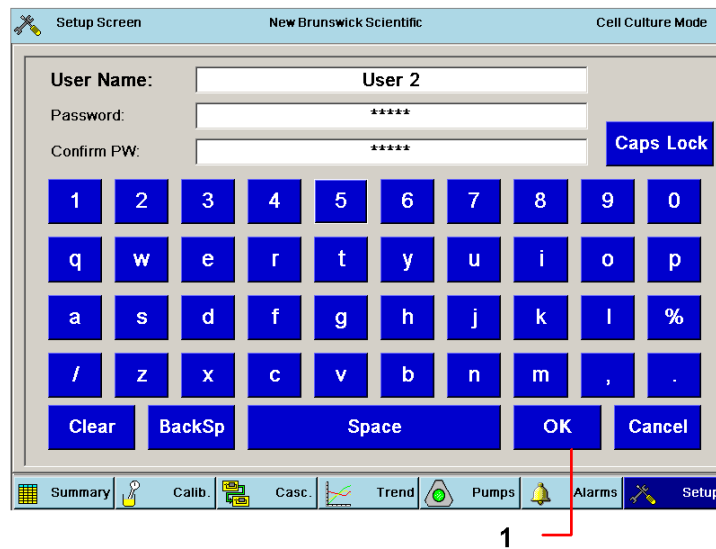 Setup Screen New Brunswick Scientific Cell Culture Mode
User Name: User 2
Password: *****
Confirm PW: *****
Caps Lock
1 2 3 4 5 6 7 8 9 0
q w e r t y u i o p
a s d f g h j k l %
/ z x c v b n m , .
Clear BackSp Space OK Cancel
Summary Calib. Casc. Trend Pumps Alarms Setup
1